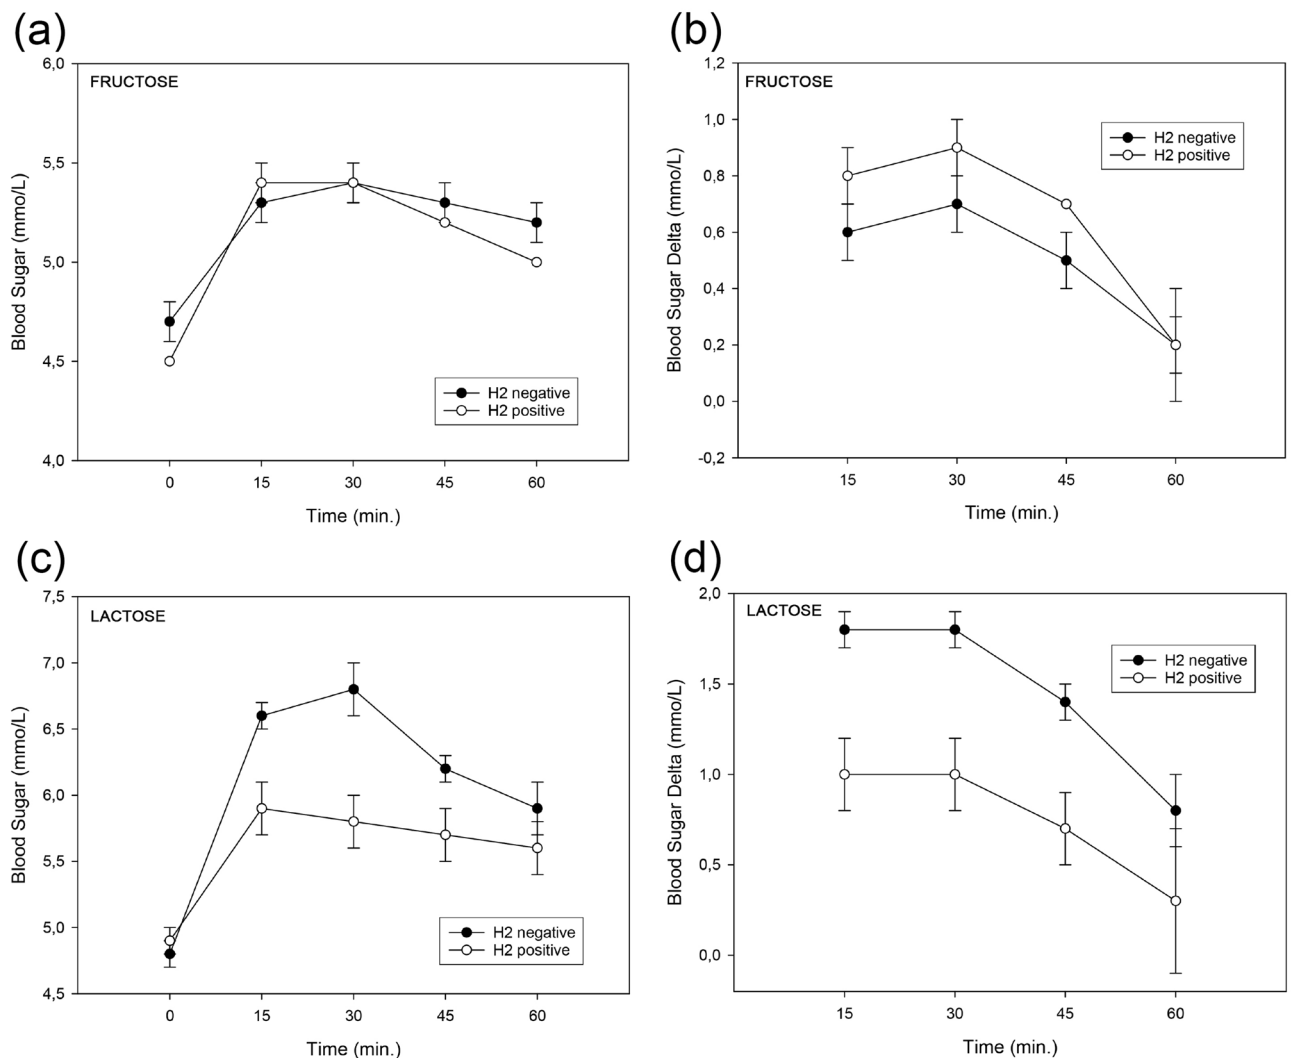 (a)
FRUCTOSE
6,0
5,5
5,0
4,5
4,0
Blood Sugar (mmo/L)
H2 negative
H2 positive
0 15 30 45 60
Time (min.)
(b)
FRUCTOSE
1,2
1,0
0,8
0,6
0,4
0,2
0,0
-0,2
Blood Sugar Delta (mmo/L)
H2 negative
H2 positive
15 30 45 60
Time (min.)
(c)
LACTOSE
7,5
7,0
6,5
6,0
5,5
5,0
4,5
Blood Sugar (mmo/L)
H2 negative
H2 positive
0 15 30 45 60
Time (min.)
(d)
LACTOSE
2,0
1,5
1,0
0,5
0,0
Blood Sugar Delta (mmo/L)
H2 negative
H2 positive
15 30 45 60
Time (min.)